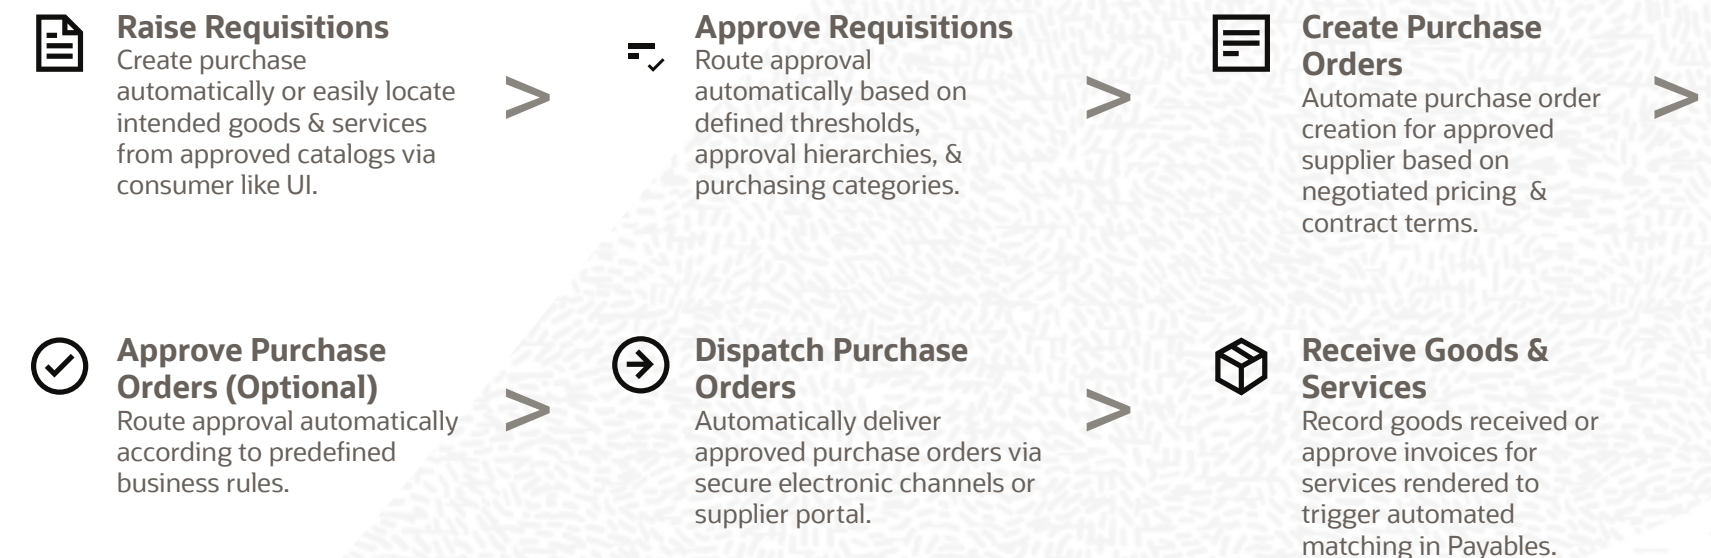 Raise Requisitions
Create purchase
automatically or easily locate
intended goods & services
from approved catalogs via
consumer like UI.
>
Approve Requisitions
Route approval
automatically based on
defined thresholds,
approval hierarchies, &
purchasing categories.
>
Create Purchase
Orders
Automate purchase order
creation for approved
supplier based on
negotiated pricing  &
contract terms.
>
Approve Purchase
Orders (Optional)
Route approval automatically
according to predefined
business rules.
>
Dispatch Purchase
Orders
Automatically deliver
approved purchase orders via
secure electronic channels or
supplier portal.
>
Receive Goods &
Services
Record goods received or
approve invoices for
services rendered to
trigger automated
matching in Payables.